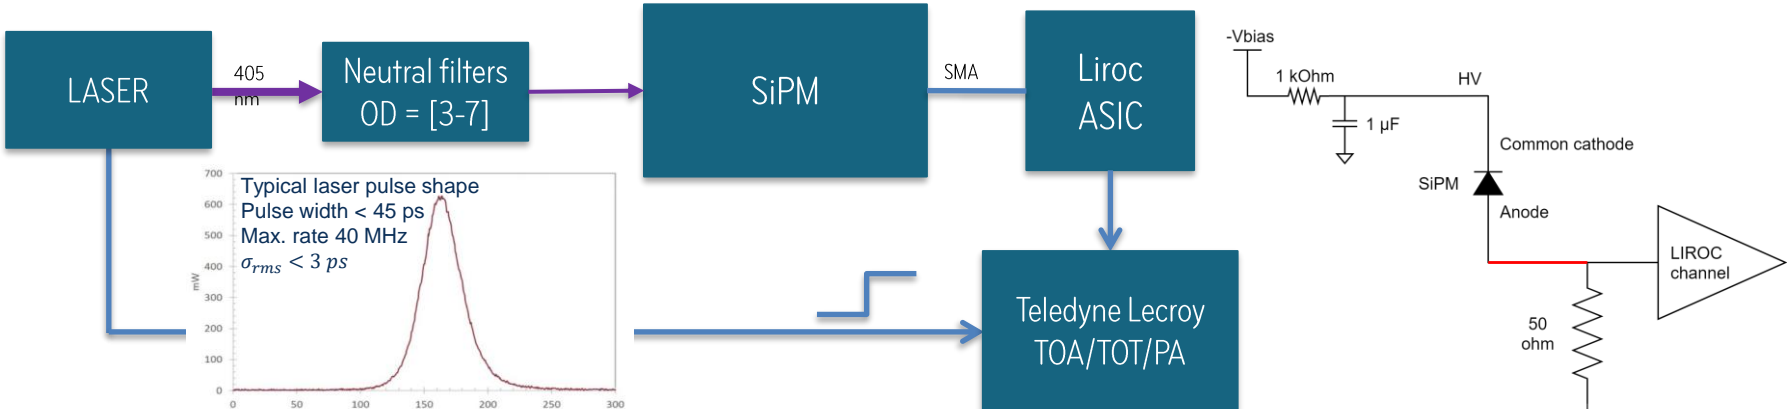 LASER
405
nm
Neutral filters
OD = [3-7]
SiPM
SMA
Liroc
ASIC
Teledyne Lecroy
TOA/TOT/PA
Typical laser pulse shape
Pulse width < 45 ps
Max. rate 40 MHz
σrms < 3 ps
mW
700
600
500
400
300
200
100
0
0 50 100 150 200 250 300
-Vbias
1 kOhm
HV
1 µF
Common cathode
SiPM
Anode
LIROC
channel
50
ohm